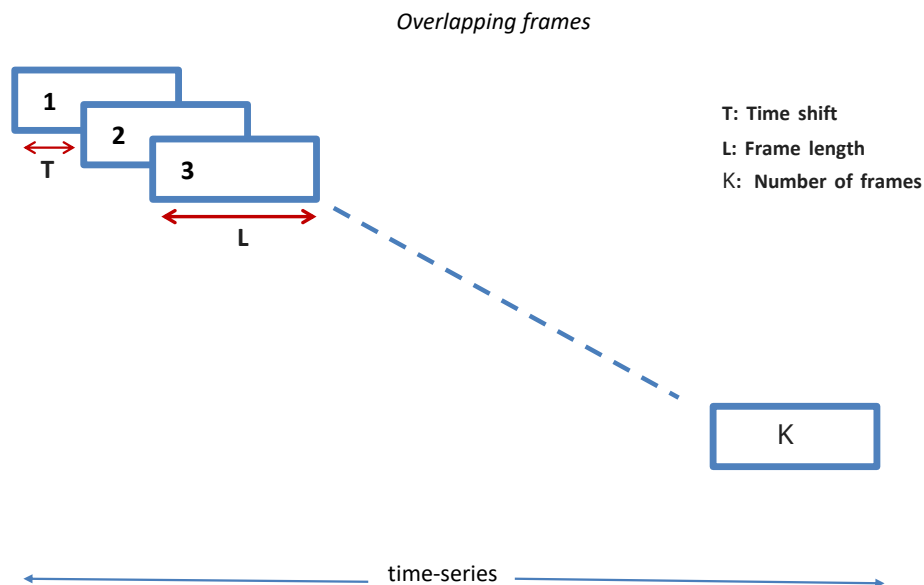 Overlapping frames
1
2
3
T
L
T: Time shift
L: Frame length
K: Number of frames
K
time-series